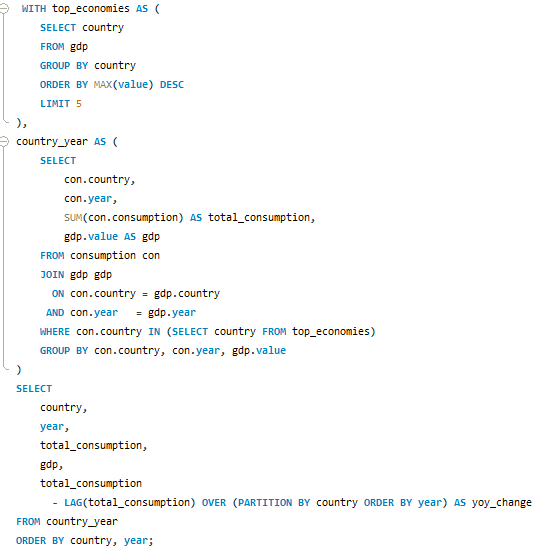 WITH top_economies AS (
    SELECT country
    FROM gdp
    GROUP BY country
    ORDER BY MAX(value) DESC
    LIMIT 5
),
country_year AS (
    SELECT
        con.country,
        con.year,
        SUM(con.consumption) AS total_consumption,
        gdp.value AS gdp
    FROM consumption con
    JOIN gdp gdp
      ON con.country = gdp.country
     AND con.year   = gdp.year
    WHERE con.country IN (SELECT country FROM top_economies)
    GROUP BY con.country, con.year, gdp.value
)
SELECT
    country,
    year,
    total_consumption,
    gdp,
    total_consumption
      - LAG(total_consumption) OVER (PARTITION BY country ORDER BY year) AS yoy_change
FROM country_year
ORDER BY country, year;